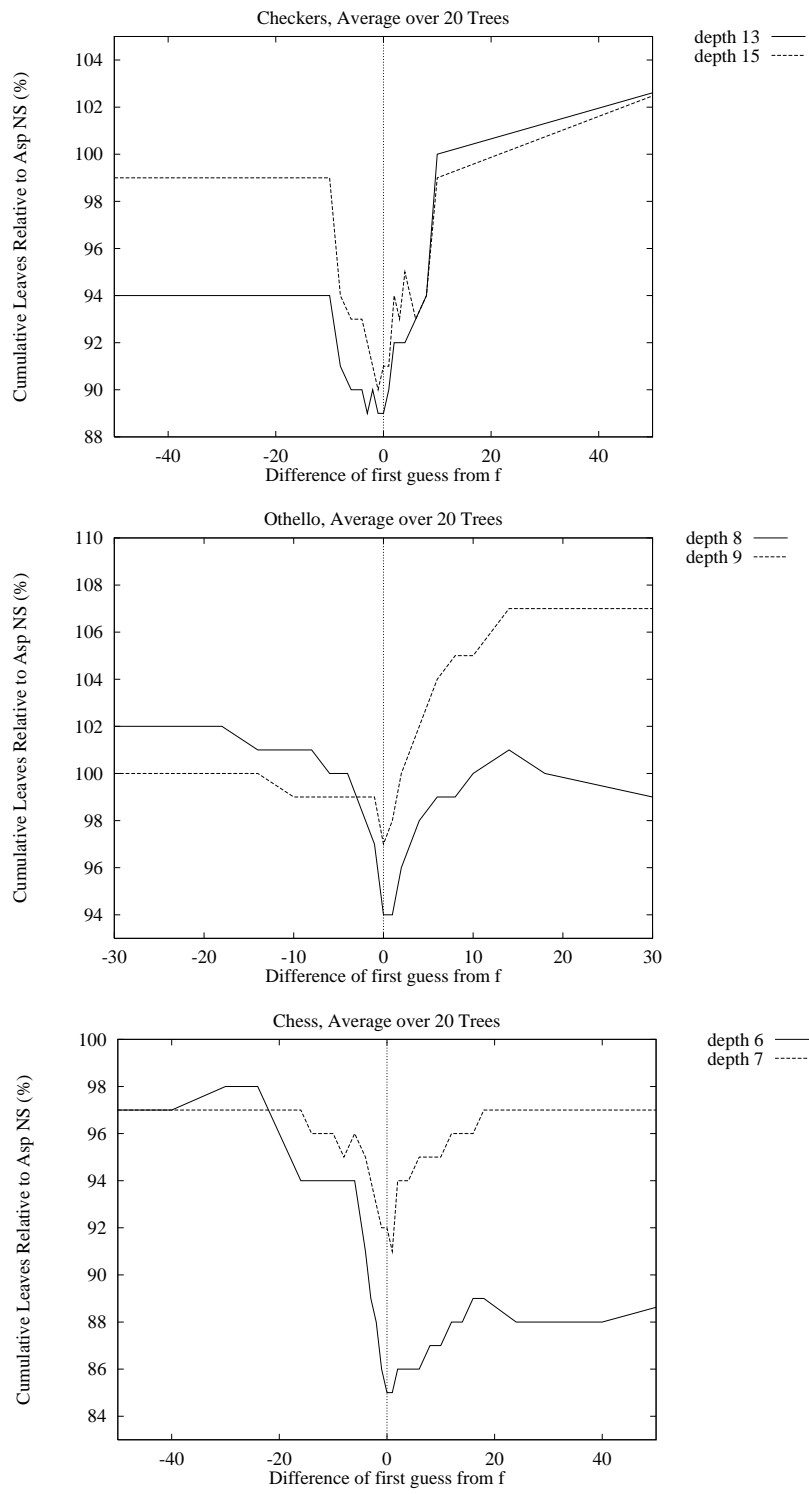 Checkers, Average over 20 Trees
depth 13
depth 15
Cumulative Leaves Relative to Asp NS (%)
104
102
100
98
96
94
92
90
88
-40 -20 0 20 40
Difference of first guess from f
Othello, Average over 20 Trees
depth 8
depth 9
Cumulative Leaves Relative to Asp NS (%)
110
108
106
104
102
100
98
96
94
-30 -20 -10 0 10 20 30
Difference of first guess from f
Chess, Average over 20 Trees
depth 6
depth 7
Cumulative Leaves Relative to Asp NS (%)
100
98
96
94
92
90
88
86
84
-40 -20 0 20 40
Difference of first guess from f